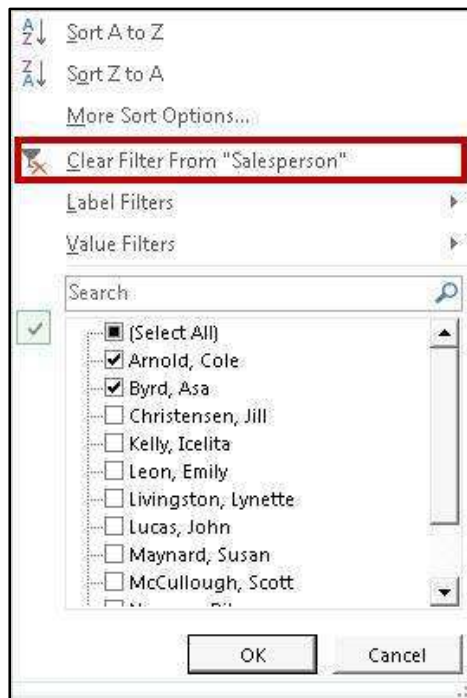 Sort A to Z
Sort Z to A
More Sort Options...
Clear Filter From "Salesperson"
Label Filters
Value Filters
Search
(Select All)
Arnold, Cole
Byrd, Asa
Christensen, Jill
Kelly, Icelita
Leon, Emily
Livingston, Lynette
Lucas, John
Maynard, Susan
McCullough, Scott
OK Cancel